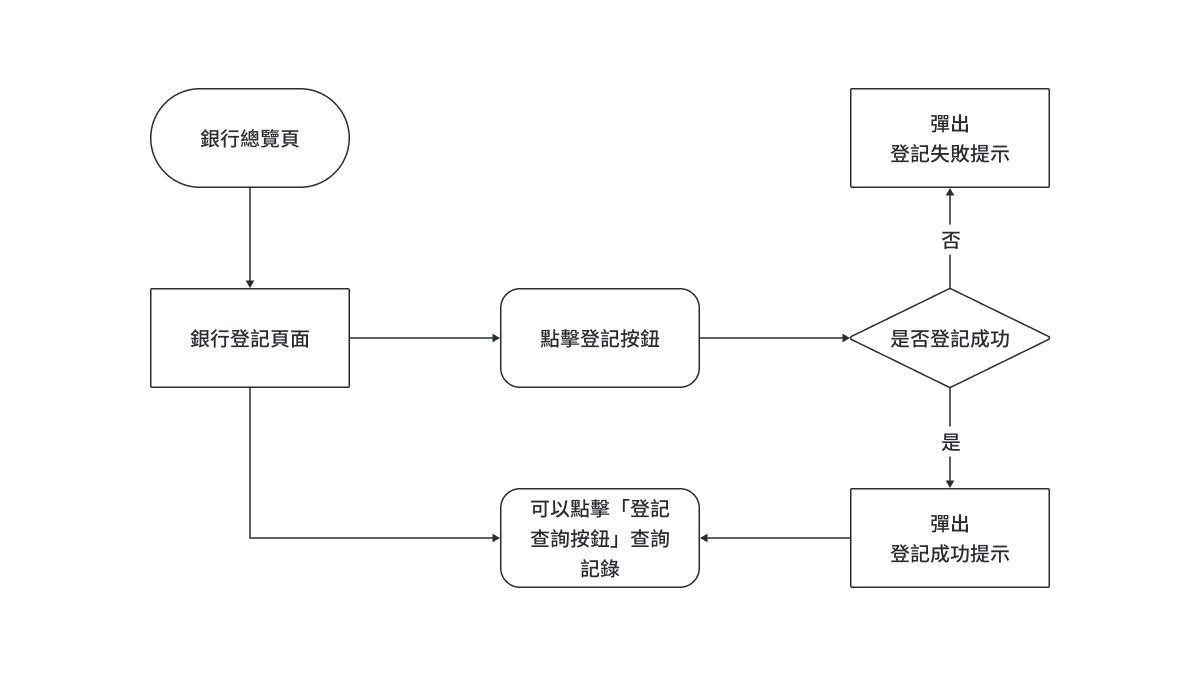 銀行總覽頁
彈出
登記失敗提示
否
銀行登記頁面
點擊登記按鈕
是否登記成功
是
可以點擊「登記
查詢按鈕」查詢
記錄
彈出
登記成功提示